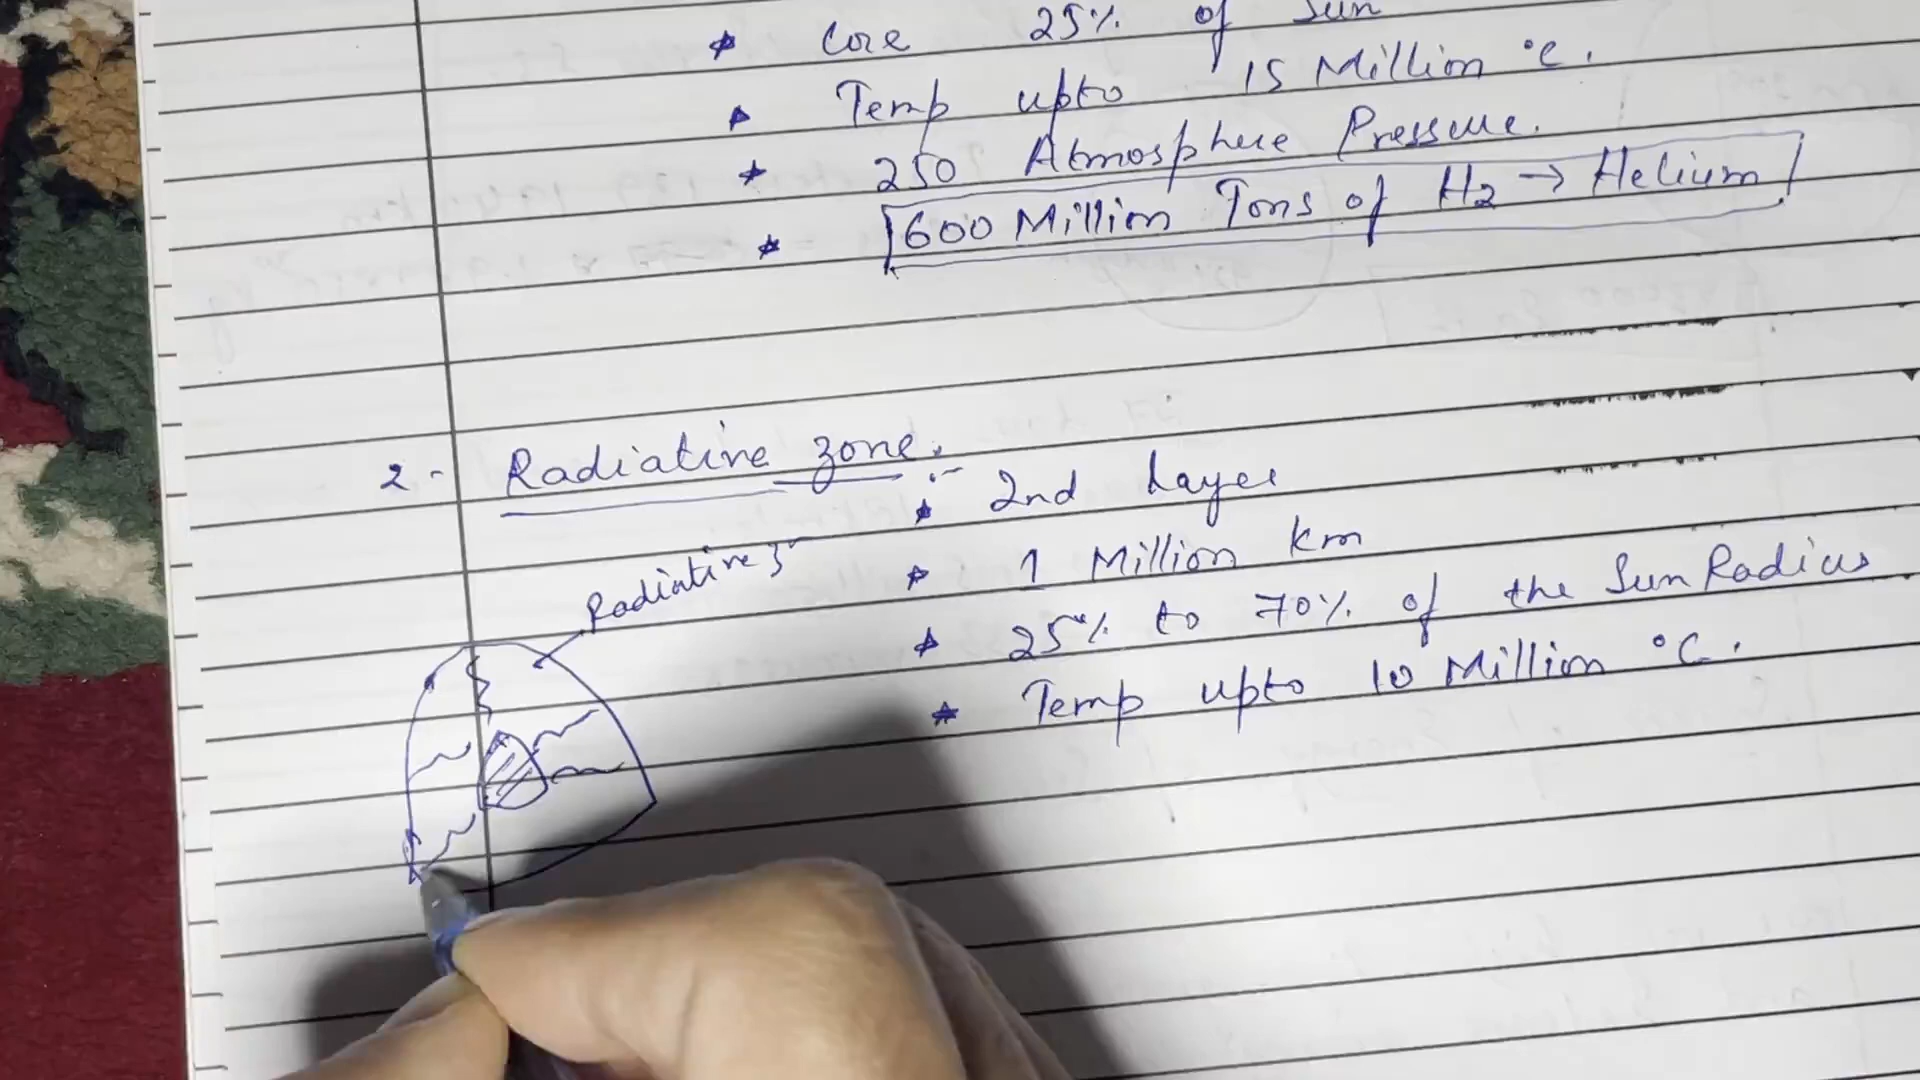 ★ Core 25% of Sun
★ Temp upto 15 Million °C.
★ 250 Atmosphere Pressure.
★ 600 Million Tons of H2 → Helium
2- Radiative zone. :-
★ 2nd Layer
★ 1 Million km
★ 25% to 70% of the Sun Radius
★ Temp upto 10 Million °C.
Radiative z